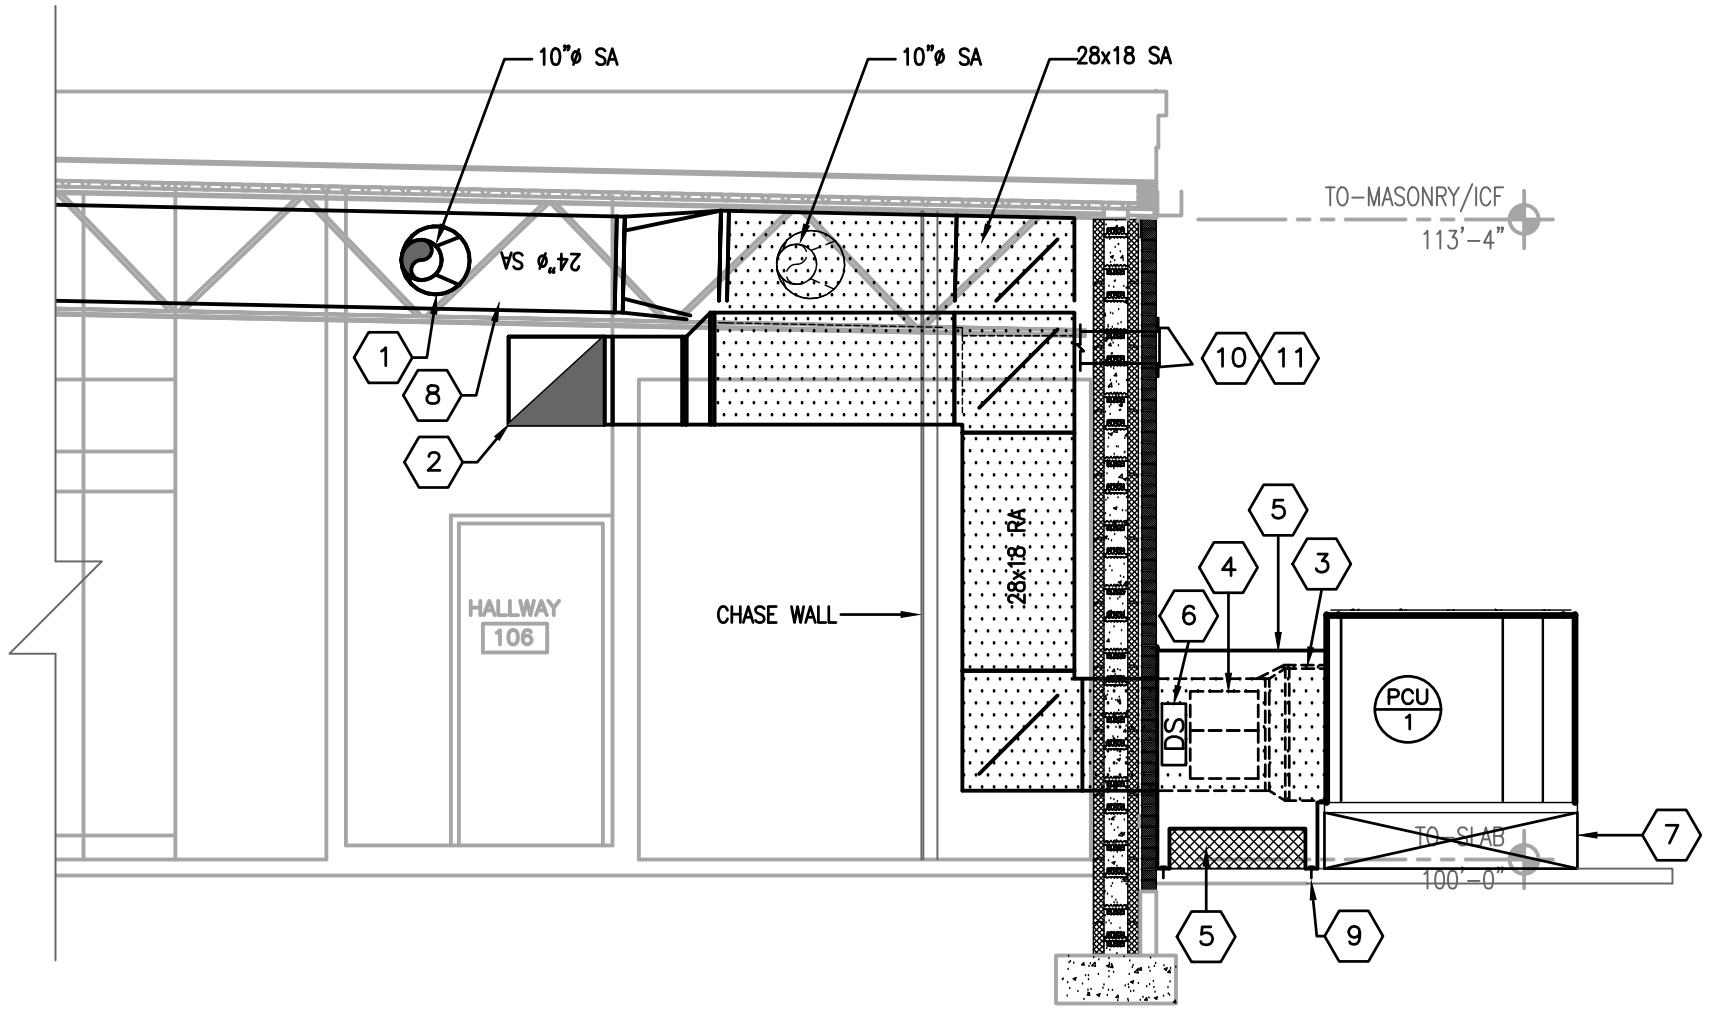 10"ø SA
10"ø SA
28x18 SA
TO-MASONRY/ICF
113'-4"
24"ø SA
1
8
2
10
11
28x18 RA
5
3
4
6
HALLWAY
106
CHASE WALL
DS
PCU
1
7
TO-SLAB
100'-0"
5
9